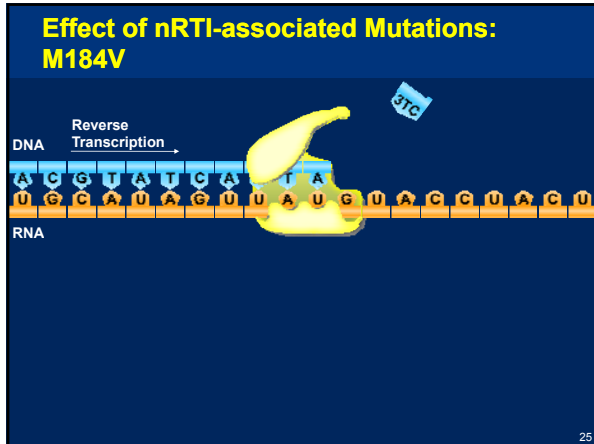 Effect of nRTI-associated Mutations:
M184V
3TC
Reverse
Transcription
DNA
A C G T A T C A T A
U G C A U A G U U A U G U A C C U A C U
RNA
25